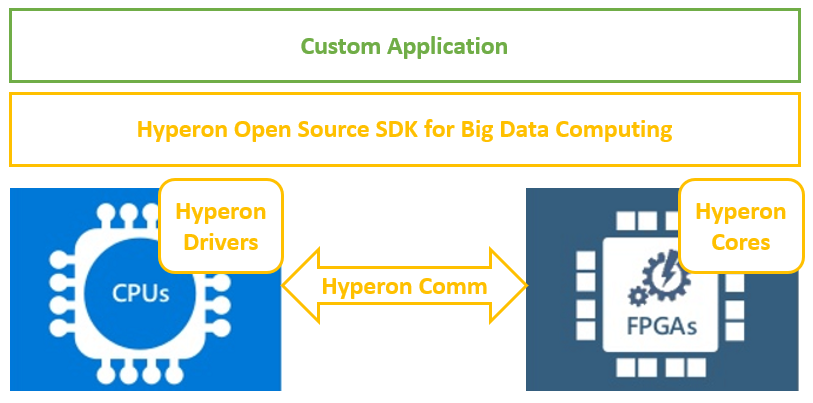 Custom Application
Hyperon Open Source SDK for Big Data Computing
Hyperon
Drivers
CPUs
Hyperon Comm
Hyperon
Cores
FPGAs